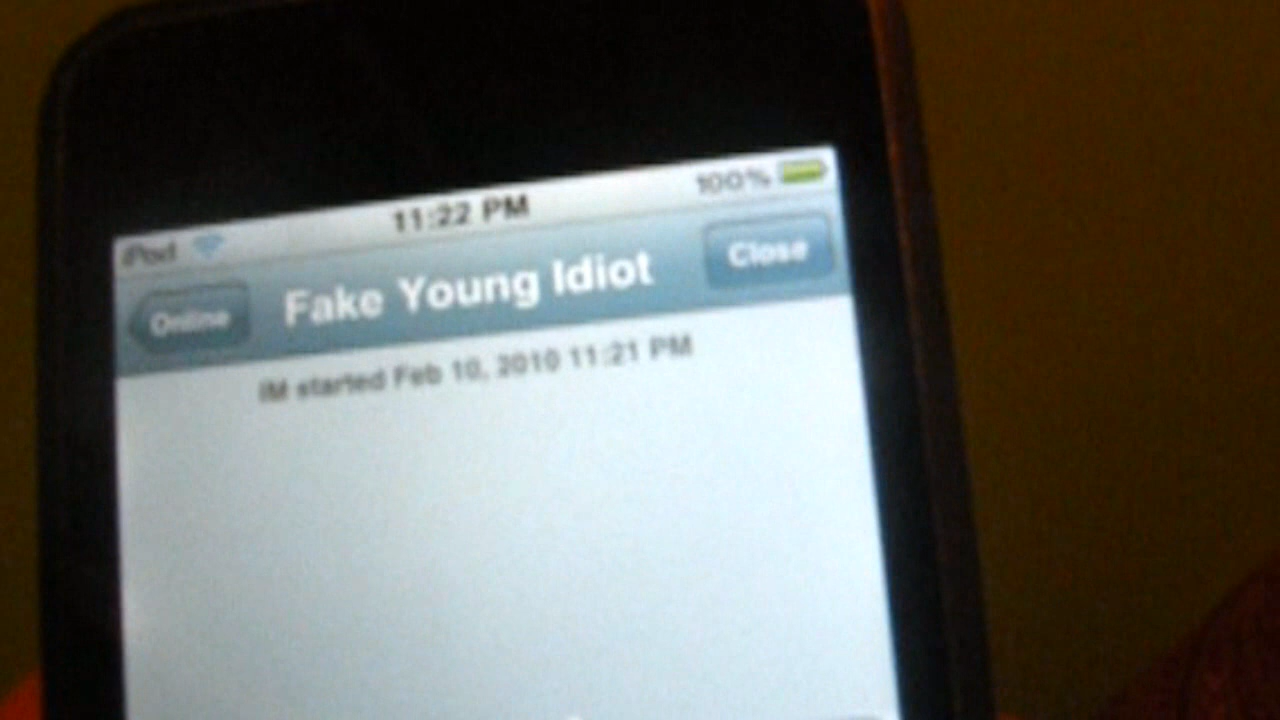 iPod 11:22 PM 100%
Online Fake Young Idiot Close
IM started Feb 10, 2010 11:21 PM